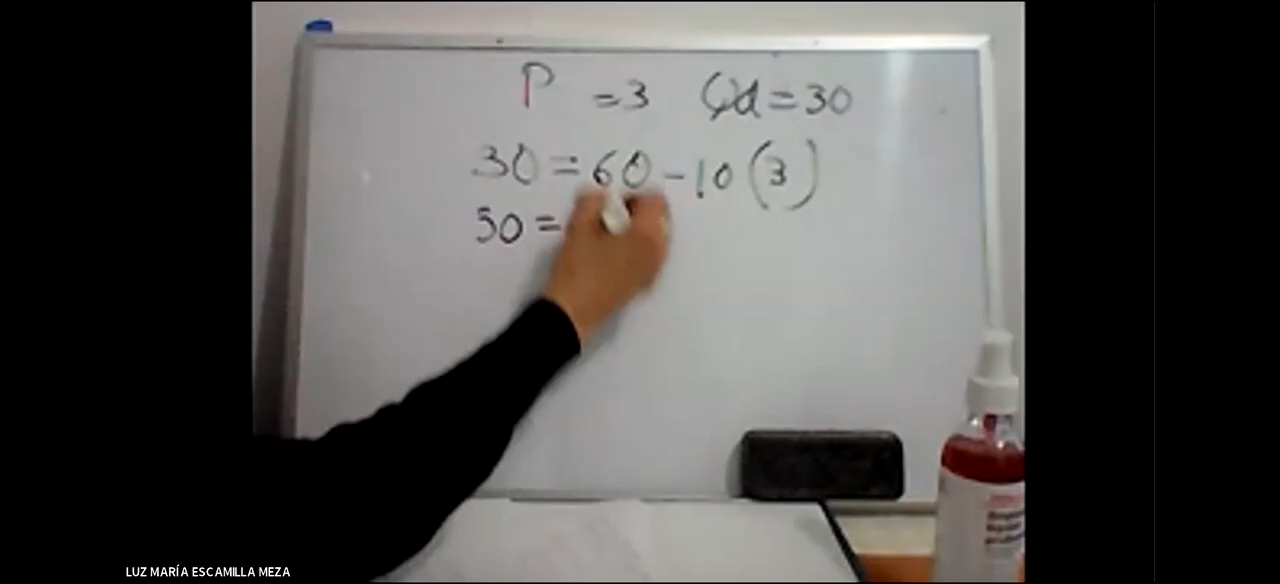 P = 3 Qd = 30
30 = 60 - 10 (3)
30 =
LUZ MARÍA ESCAMILLA MEZA